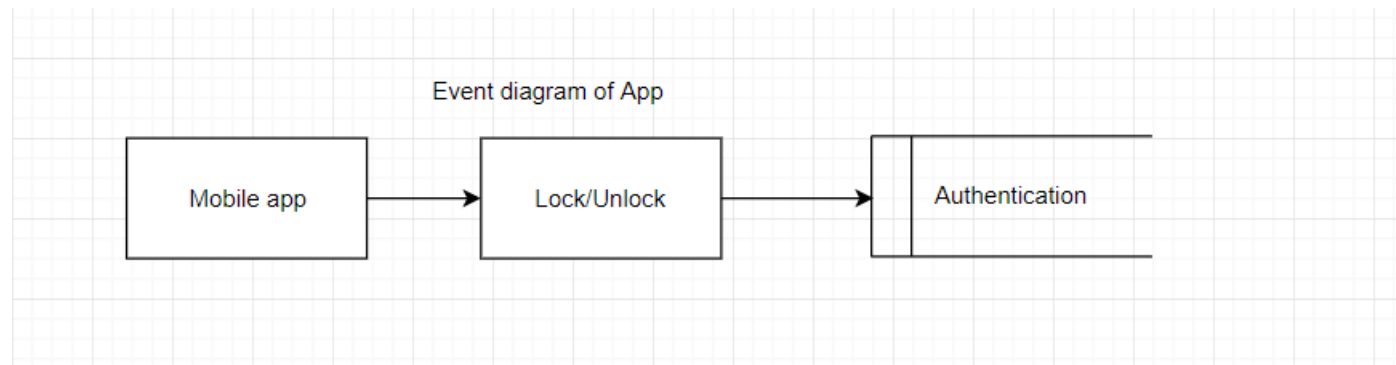 Event diagram of App
Mobile app
Lock/Unlock
Authentication